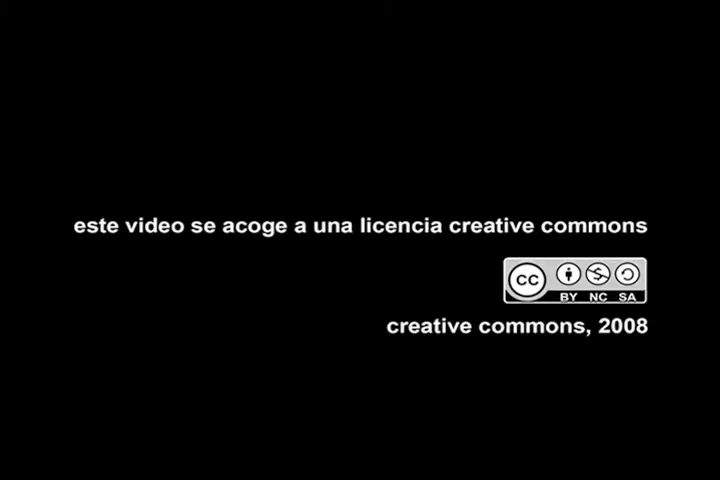 este video se acoge a una licencia creative commons
CC
BY NC SA
creative commons, 2008